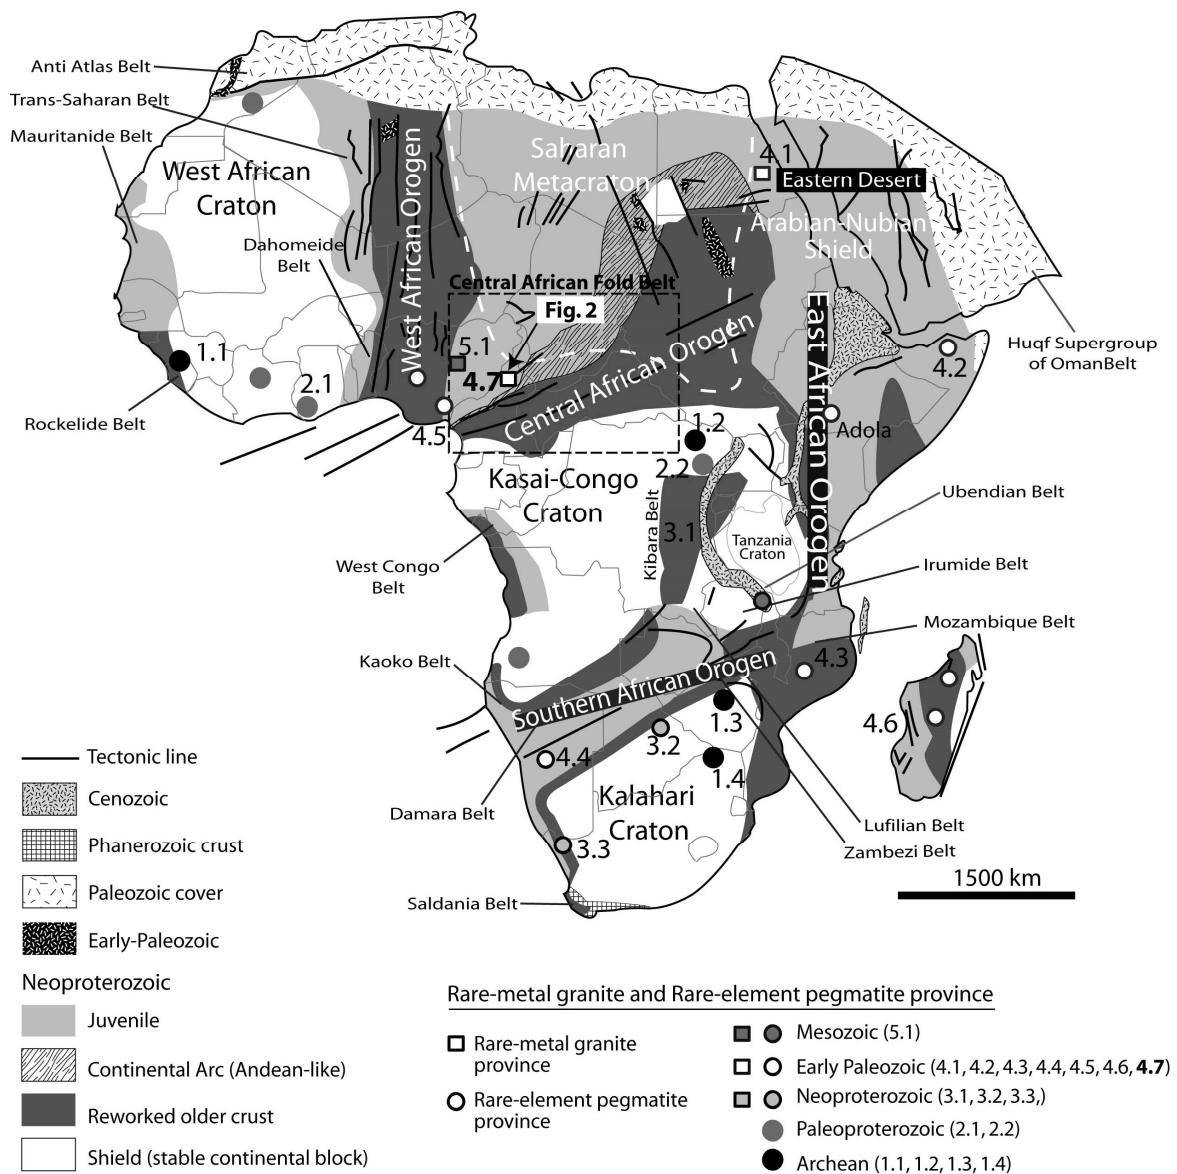 Anti Atlas Belt
Trans-Saharan Belt
Mauritanide Belt
West African
Craton
Dahomeide
Belt
West African Orogen
Saharan
Metacraton
4.1
Eastern Desert
Arabian-Nubian
Shield
Central African Fold Belt
Fig. 2
5.1
4.7
Central African Orogen
East African Orogen
Huqf Supergroup
of OmanBelt
4.2
1.1
2.1
Rockelide Belt
4.5
1.2
2.2
Adola
Kasai-Congo
Craton
Kibara Belt
3.1
Tanzania
Craton
Ubendian Belt
Irumide Belt
Mozambique Belt
West Congo
Belt
Kaoko Belt
Southern African Orogen
4.3
4.6
1.3
3.2
4.4
1.4
Kalahari
Craton
Damara Belt
Lufilian Belt
Zambezi Belt
3.3
Saldania Belt
1500 km
Tectonic line
Cenozoic
Phanerozoic crust
Paleozoic cover
Early-Paleozoic
Neoproterozoic
Juvenile
Continental Arc (Andean-like)
Reworked older crust
Shield (stable continental block)
Rare-metal granite and Rare-element pegmatite province
Rare-metal granite
province
Rare-element pegmatite
province
Mesozoic (5.1)
Early Paleozoic (4.1, 4.2, 4.3, 4.4, 4.5, 4.6, 4.7)
Neoproterozoic (3.1, 3.2, 3.3,)
Paleoproterozoic (2.1, 2.2)
Archean (1.1, 1.2, 1.3, 1.4)